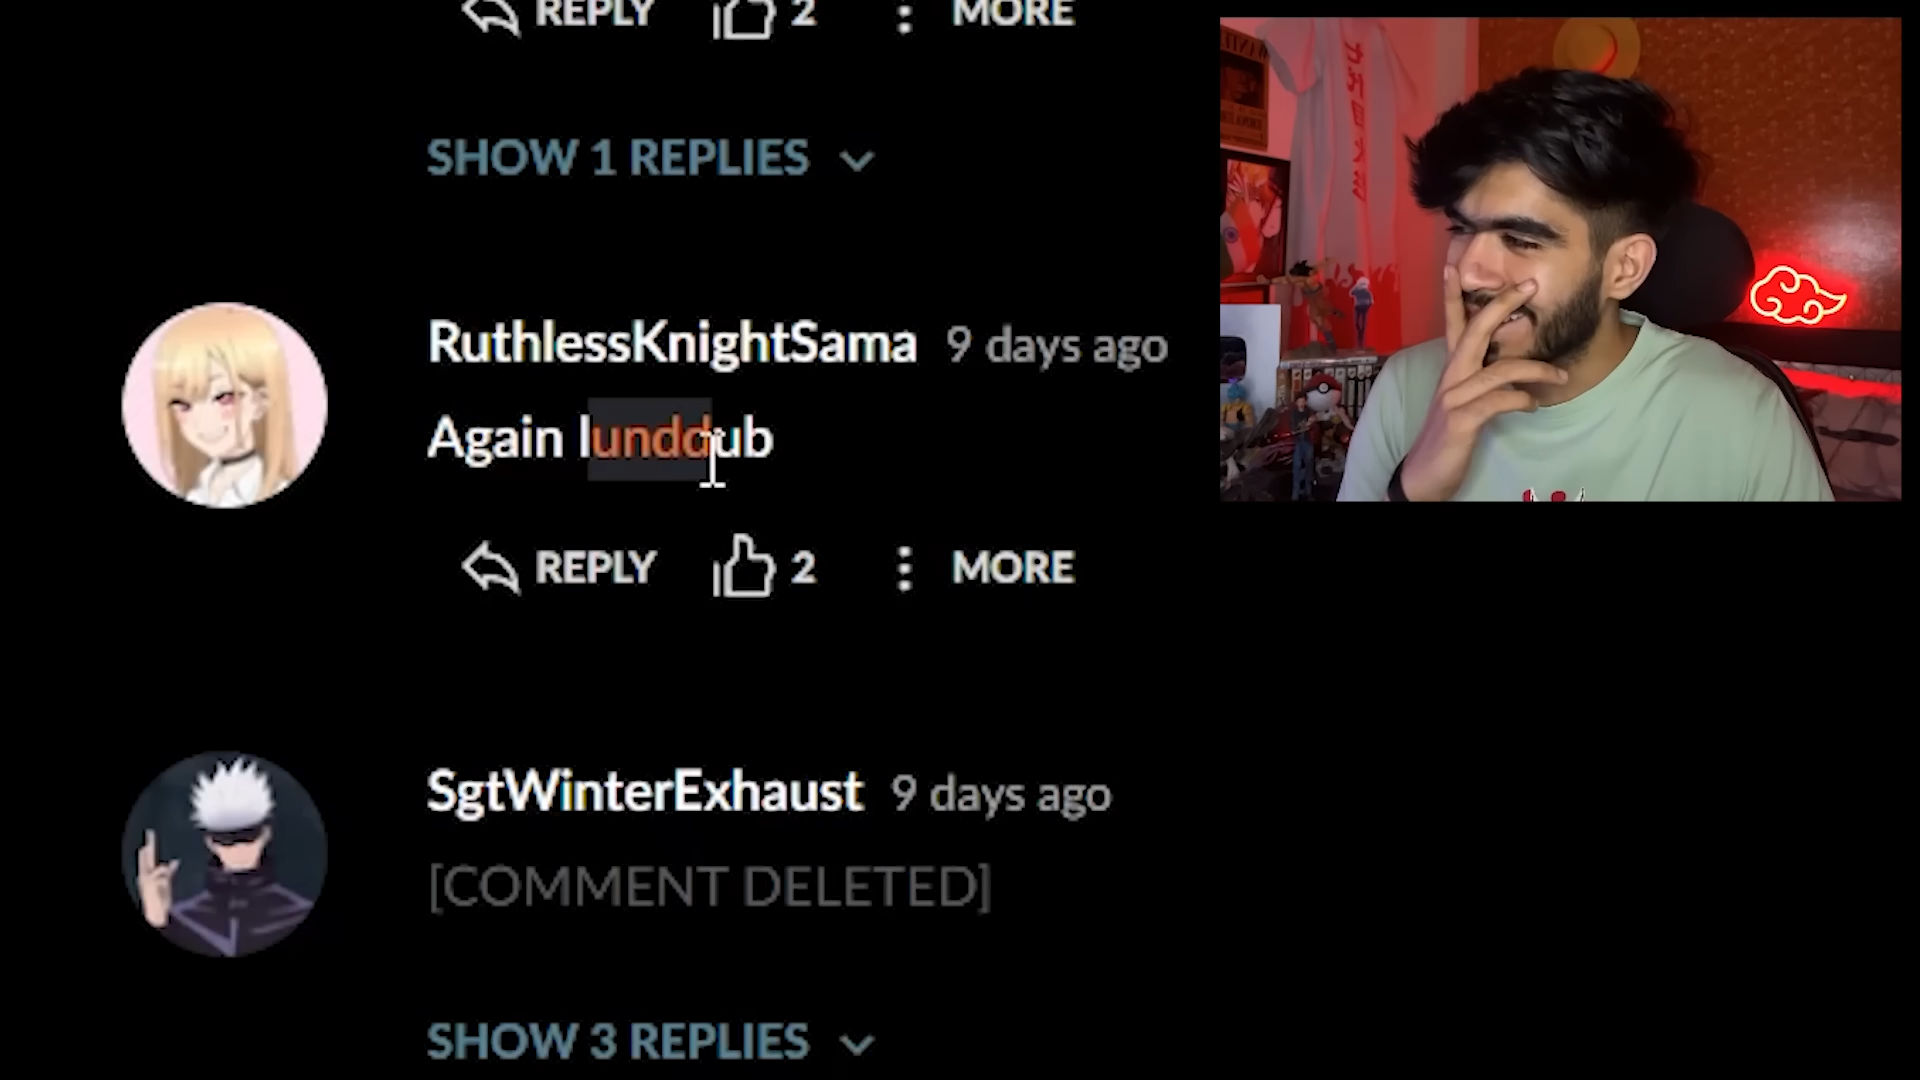 REPLY 2 MORE
SHOW 1 REPLIES
RuthlessKnightSama 9 days ago
Again lunddub
REPLY 2 MORE
SgtWinterExhaust 9 days ago
[COMMENT DELETED]
SHOW 3 REPLIES